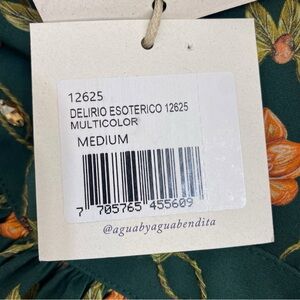 12625
DELIRIO ESOTERICO 12625
MULTICOLOR
MEDIUM
7 705765 455609
@aguabyaguabendita